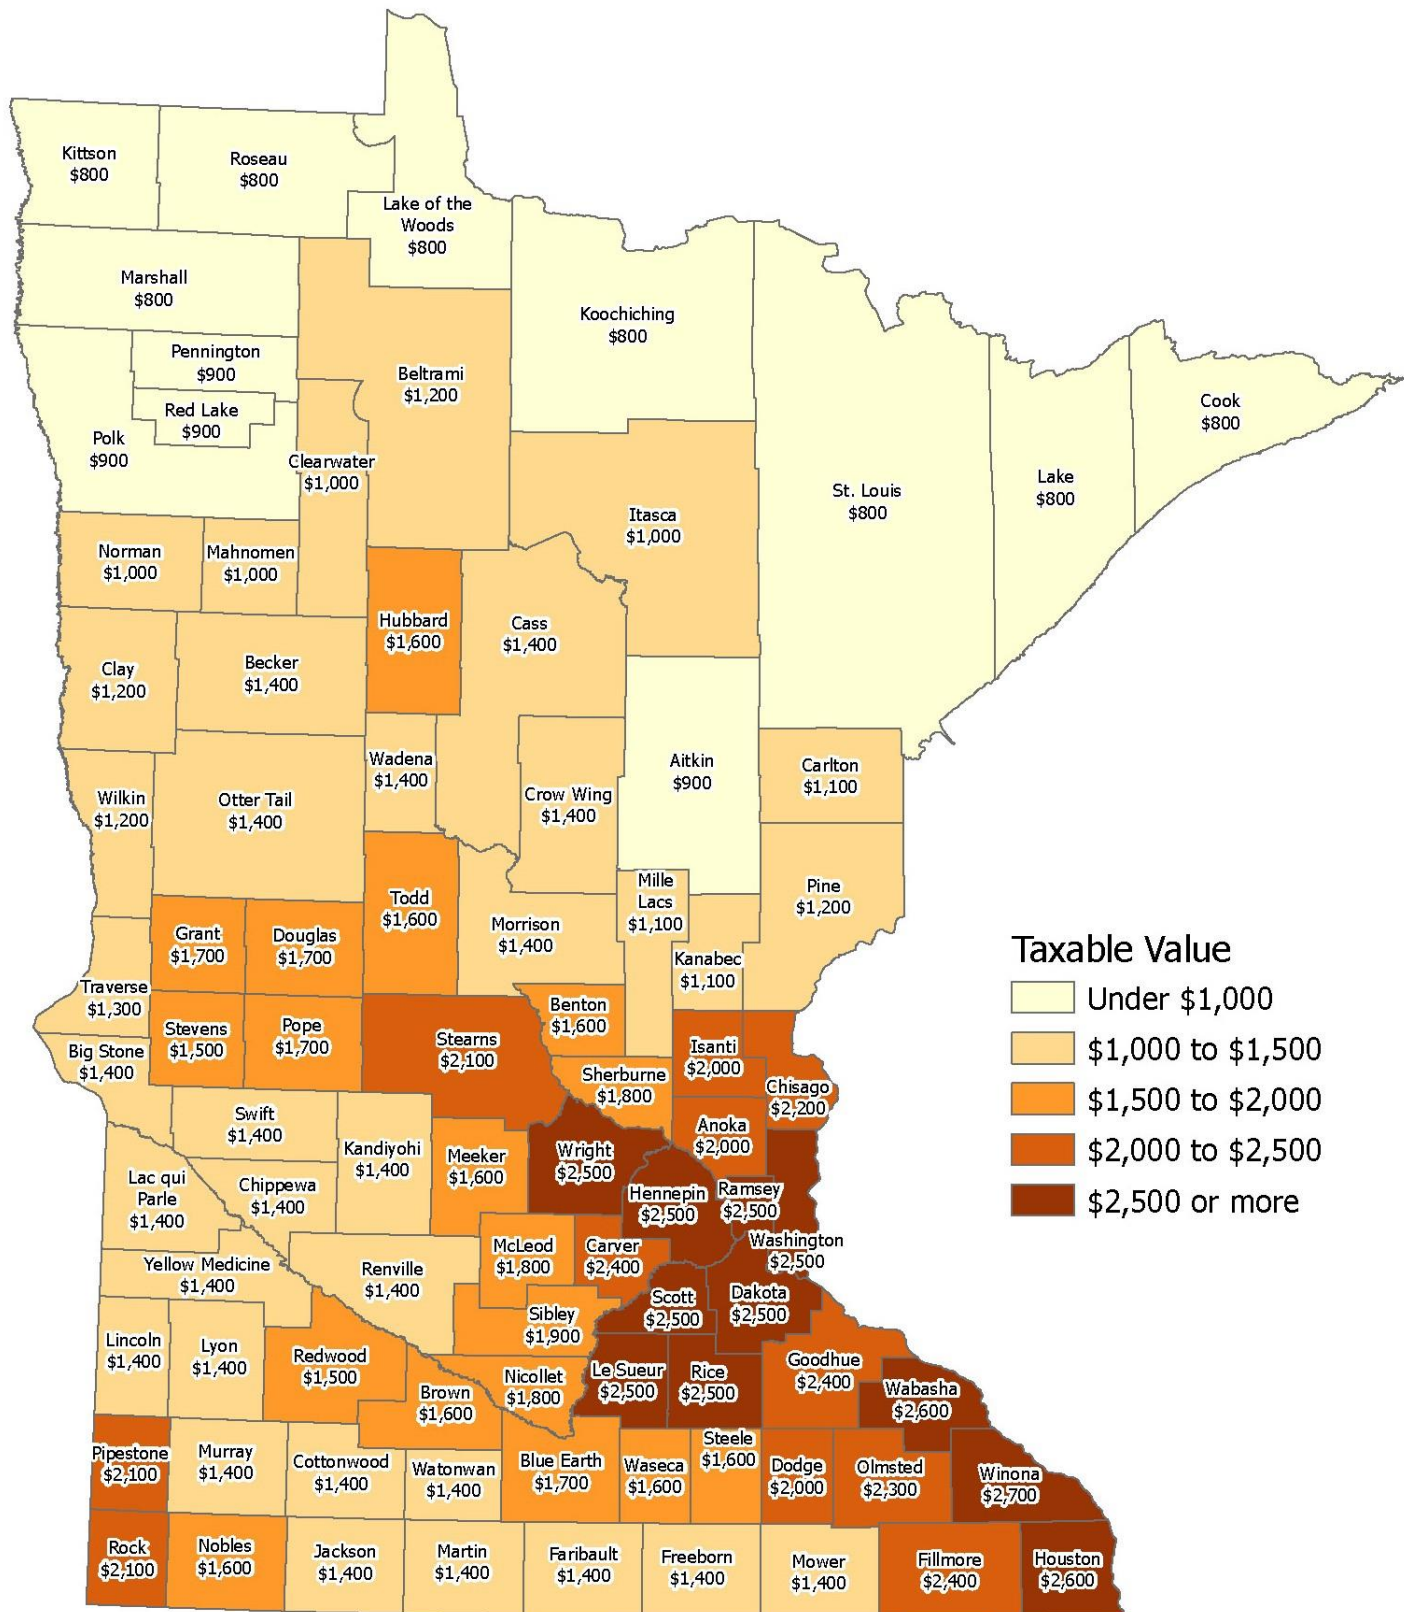 Kittson
$800
Roseau
$800
Lake of the
Woods
$800
Marshall
$800
Koochiching
$800
Pennington
$900
Beltrami
$1,200
Red Lake
$900
Polk
$900
Cook
$800
Clearwater
$1,000
Lake
$800
St. Louis
$800
Itasca
$1,000
Norman
$1,000
Mahnomen
$1,000
Hubbard
$1,600
Cass
$1,400
Clay
$1,200
Becker
$1,400
Wadena
$1,400
Aitkin
$900
Carlton
$1,100
Wilkin
$1,200
Otter Tail
$1,400
Crow Wing
$1,400
Mille
Lacs
$1,100
Pine
$1,200
Todd
$1,600
Morrison
$1,400
Grant
$1,700
Douglas
$1,700
Kanabec
$1,100
Traverse
$1,300
Stevens
$1,500
Pope
$1,700
Benton
$1,600
Stearns
$2,100
Isanti
$2,000
Big Stone
$1,400
Sherburne
$1,800
Chisago
$2,200
Swift
$1,400
Anoka
$2,000
Kandiyohi
$1,400
Meeker
$1,600
Wright
$2,500
Lac qui
Parle
$1,400
Chippewa
$1,400
Hennepin
$2,500
Ramsey
$2,500
Washington
$2,500
McLeod
$1,800
Carver
$2,400
Yellow Medicine
$1,400
Renville
$1,400
Scott
$2,500
Dakota
$2,500
Sibley
$1,900
Lincoln
$1,400
Lyon
$1,400
Redwood
$1,500
Nicollet
$1,800
Le Sueur
$2,500
Rice
$2,500
Goodhue
$2,400
Brown
$1,600
Wabasha
$2,600
Pipestone
$2,100
Murray
$1,400
Cottonwood
$1,400
Watonwan
$1,400
Blue Earth
$1,700
Waseca
$1,600
Steele
$1,600
Dodge
$2,000
Olmsted
$2,300
Winona
$2,700
Rock
$2,100
Nobles
$1,600
Jackson
$1,400
Martin
$1,400
Faribault
$1,400
Freeborn
$1,400
Mower
$1,400
Fillmore
$2,400
Houston
$2,600
Taxable Value
Under $1,000
$1,000 to $1,500
$1,500 to $2,000
$2,000 to $2,500
$2,500 or more